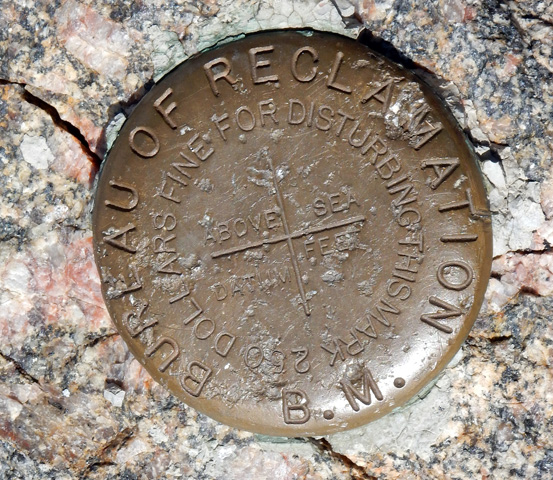 BUREAU OF RECLAMATION
B.M.
250 DOLLARS FINE FOR DISTURBING THIS MARK
ABOVE SEA
DATUM FEET